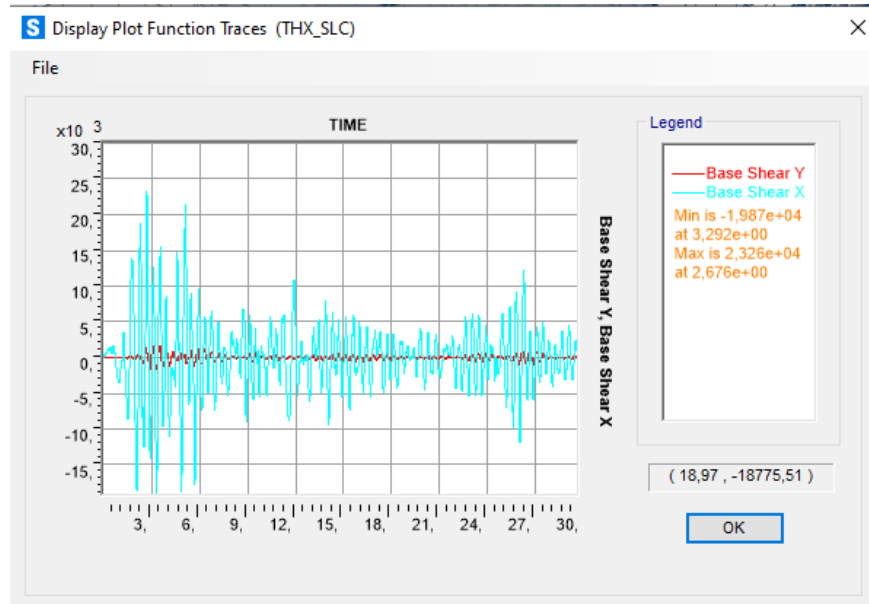 S Display Plot Function Traces (THX_SLC)
File
x10 3
TIME
30,
25,
20,
15,
10,
5,
0,
-5,
-10,
-15,
3, 6, 9, 12, 15, 18, 21, 24, 27, 30,
Base Shear Y, Base Shear X
Legend
Base Shear Y
Base Shear X
Min is -1,987e+04
at 3,292e+00
Max is 2,326e+04
at 2,676e+00
( 18,97 , -18775,51 )
OK